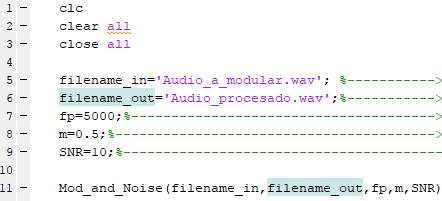 1 - clc
2 - clear all
3 - close all
4
5 - filename_in='Audio_a_modular.wav'; %----------->
6 - filename_out='Audio_procesado.wav';%----------->
7 - fp=5000;%-------------------------------------->
8 - m=0.5;%---------------------------------------->
9 - SNR=10;%----------------------------------------
10
11 - Mod_and_Noise(filename_in,filename_out,fp,m,SNR)